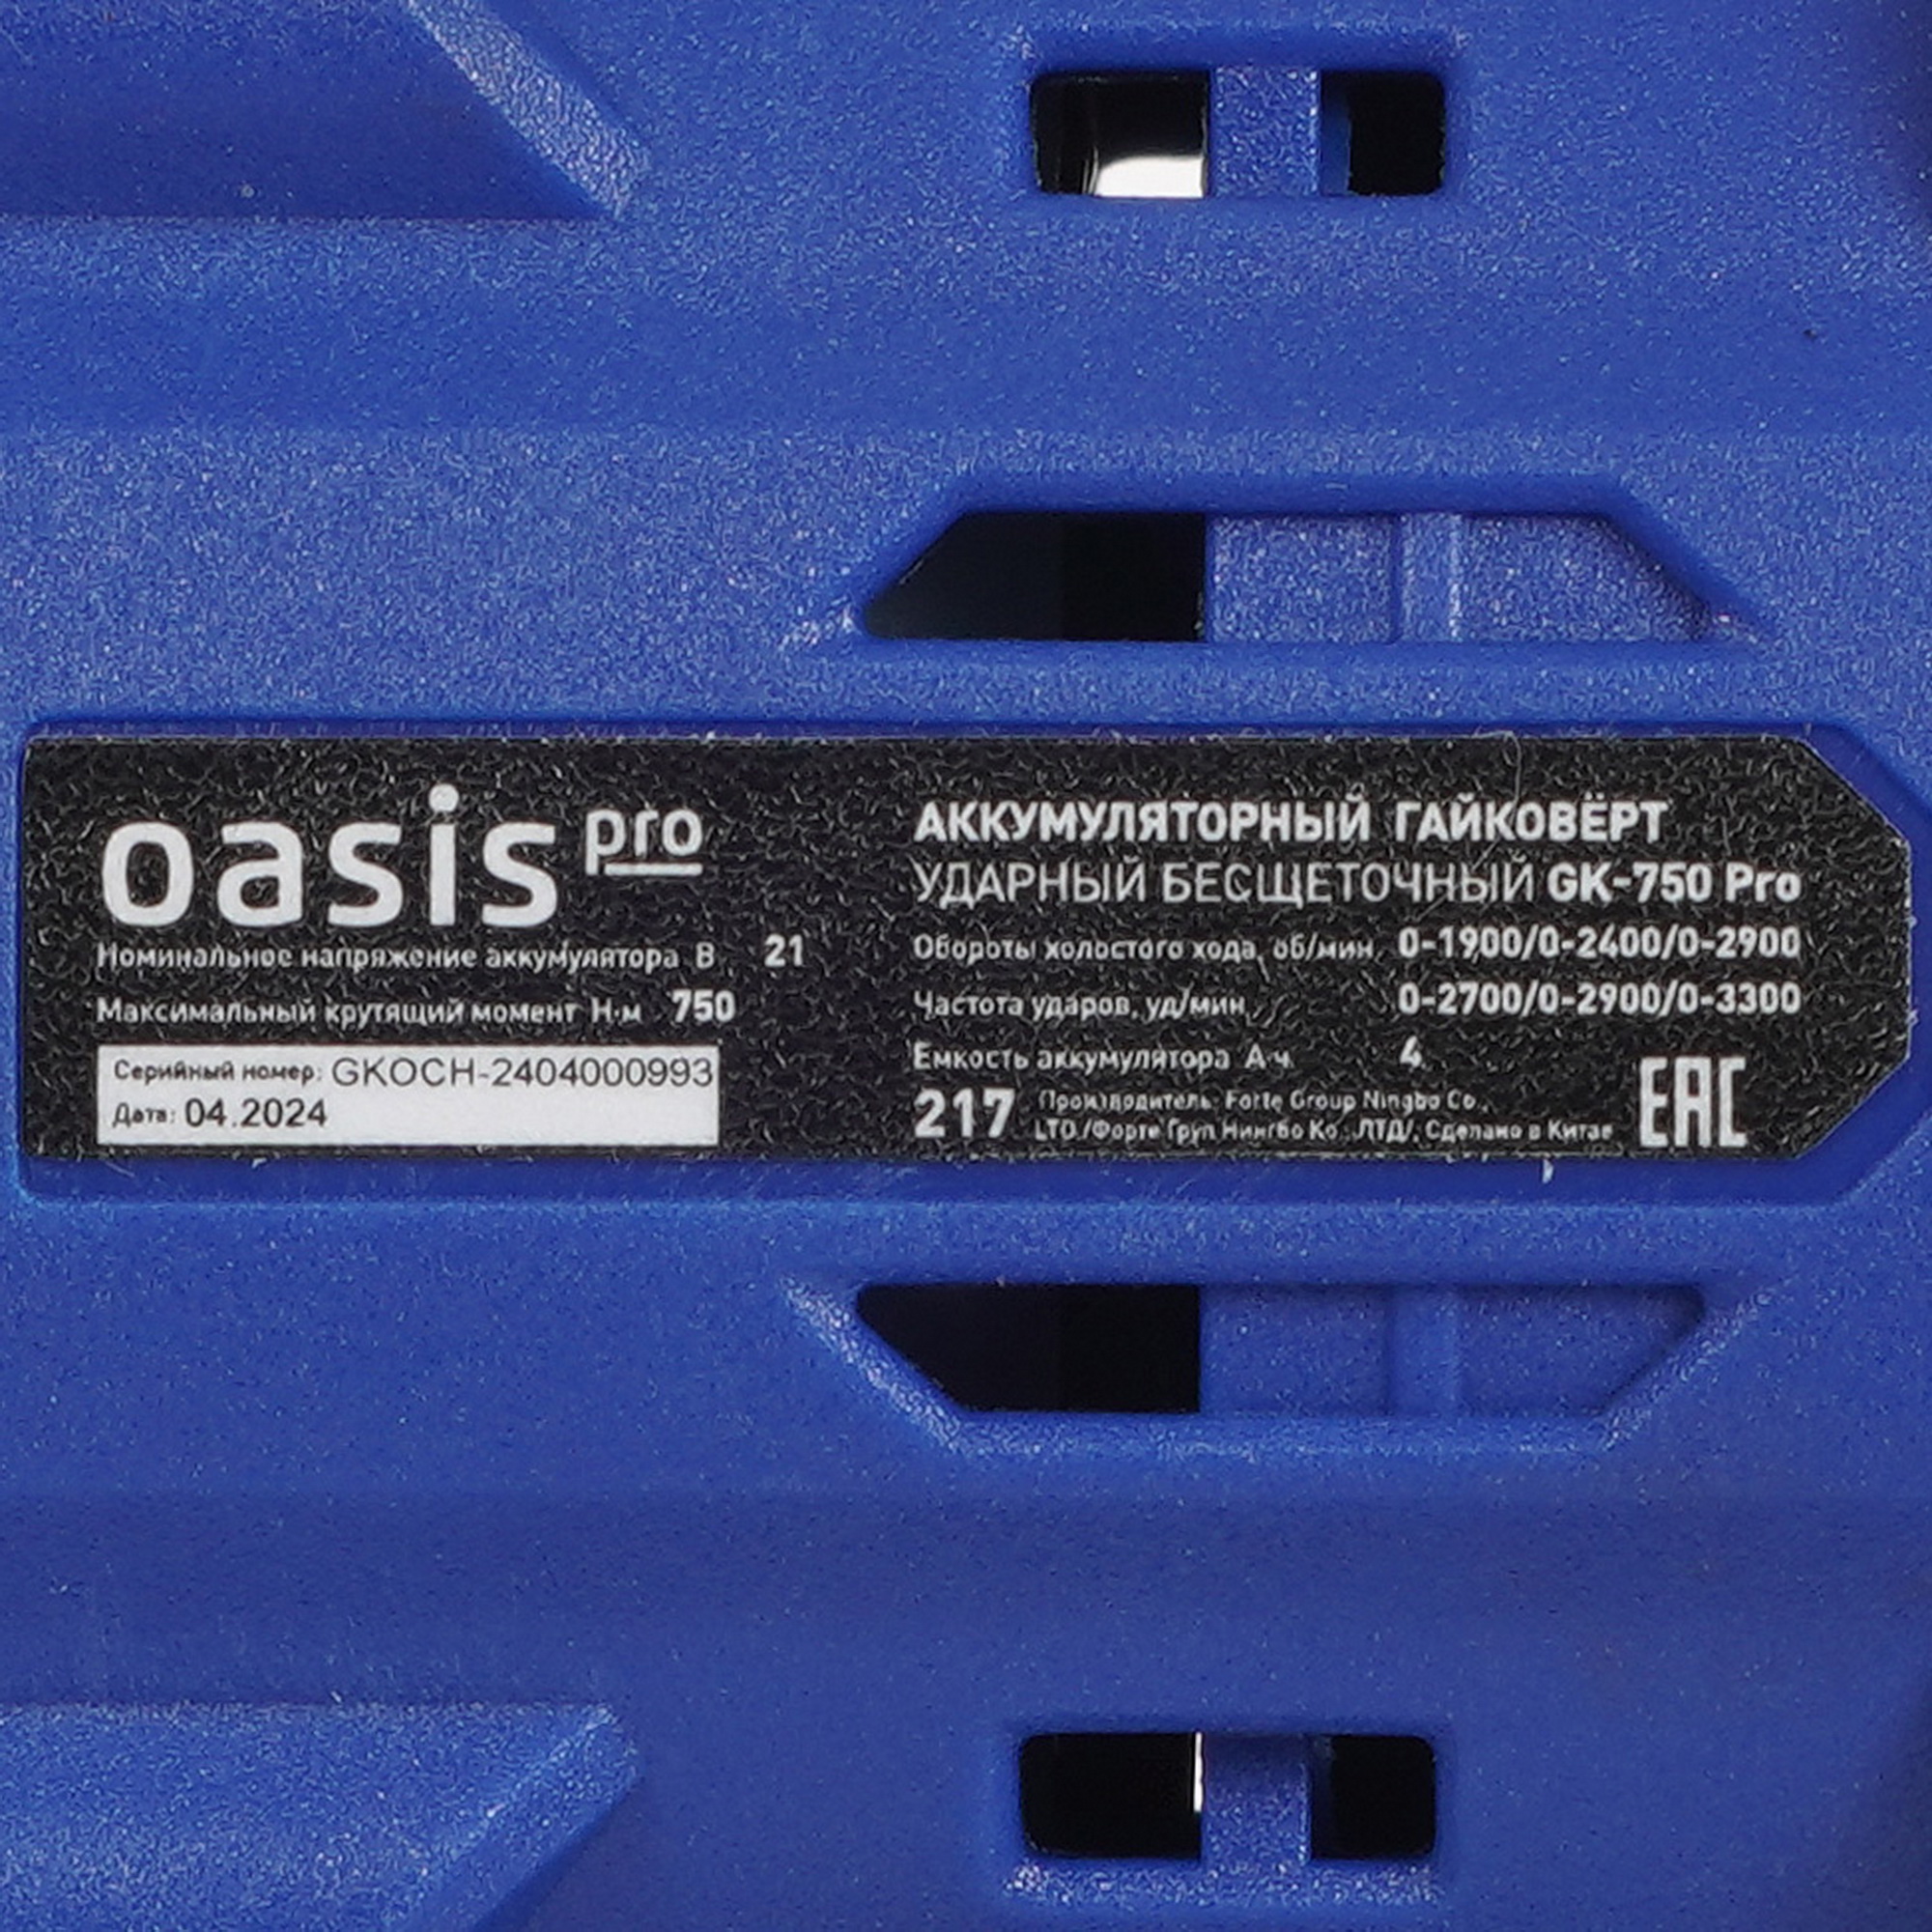 oasis pro
Номинальное напряжение аккумулятора В 21
Максимальный крутящий момент Н·м 750
Серийный номер: GKOCH-2404000993
Дата: 04.2024
АККУМУЛЯТОРНЫЙ ГАЙКОВЁРТ
УДАРНЫЙ БЕСЩЕТОЧНЫЙ GK-750 Pro
Обороты холостого хода, об/мин 0-1900/0-2400/0-2900
Частота ударов, уд/мин 0-2700/0-2900/0-3300
Емкость аккумулятора А·ч 4
217 Производитель: Forte Group Ningbo Co.,
LTD /Форте Груп Нингбо Ко., ЛТД/. Сделано в Китае
EAC